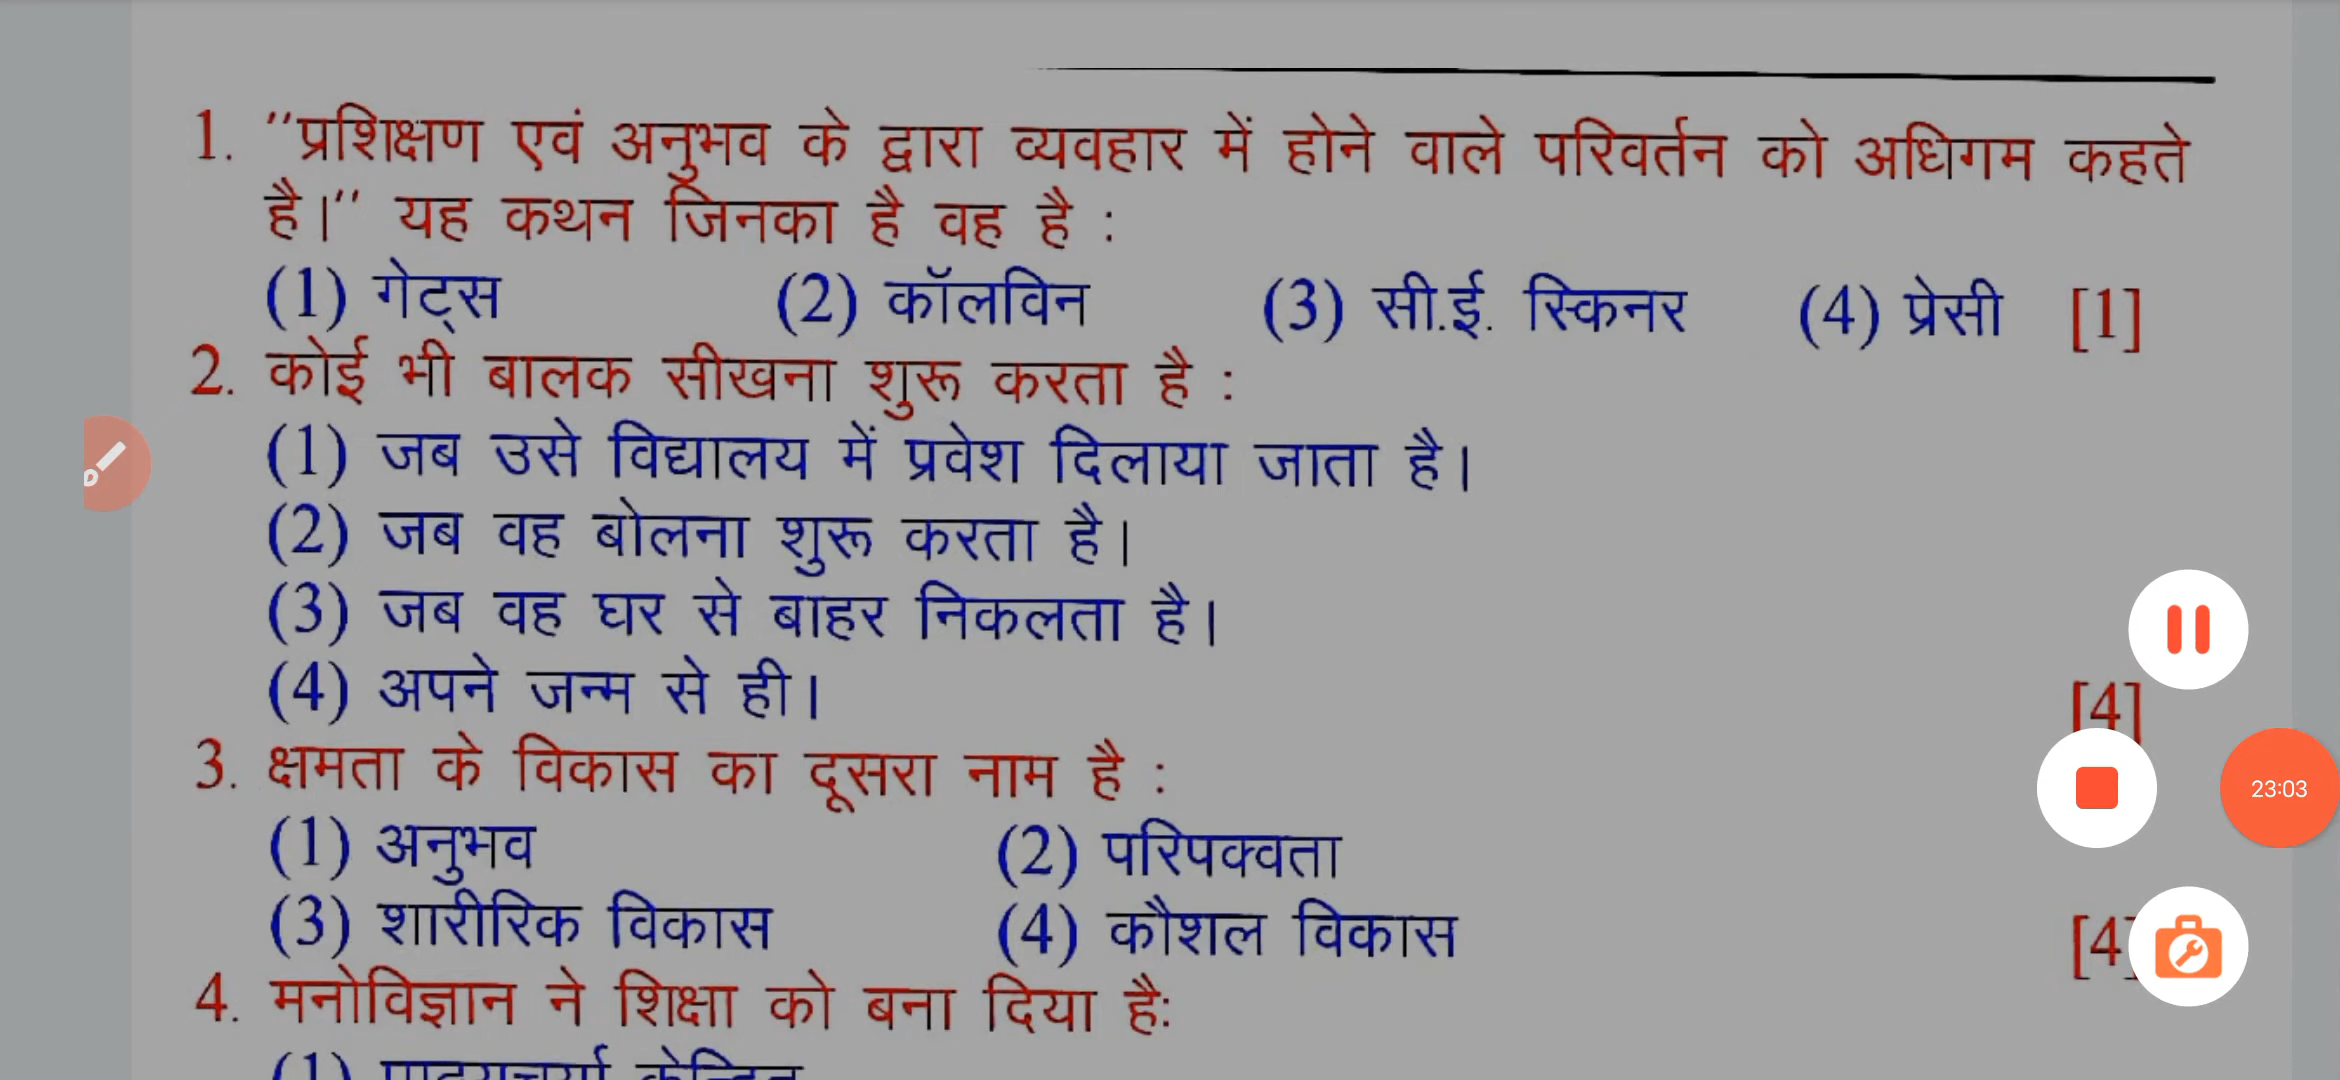 1. ''प्रशिक्षण एवं अनुभव के द्वारा व्यवहार में होने वाले परिवर्तन को अधिगम कहते
है।'' यह कथन जिनका है वह है :
(1) गेट्स (2) कॉलविन (3) सी.ई. स्किनर (4) प्रेसी [1]
2. कोई भी बालक सीखना शुरू करता है :
(1) जब उसे विद्यालय में प्रवेश दिलाया जाता है।
(2) जब वह बोलना शुरू करता है।
(3) जब वह घर से बाहर निकलता है।
(4) अपने जन्म से ही। [4]
3. क्षमता के विकास का दूसरा नाम है :
23:03
(1) अनुभव (2) परिपक्वता
(3) शारीरिक विकास (4) कौशल विकास [4]
4. मनोविज्ञान ने शिक्षा को बना दिया है:
(1)